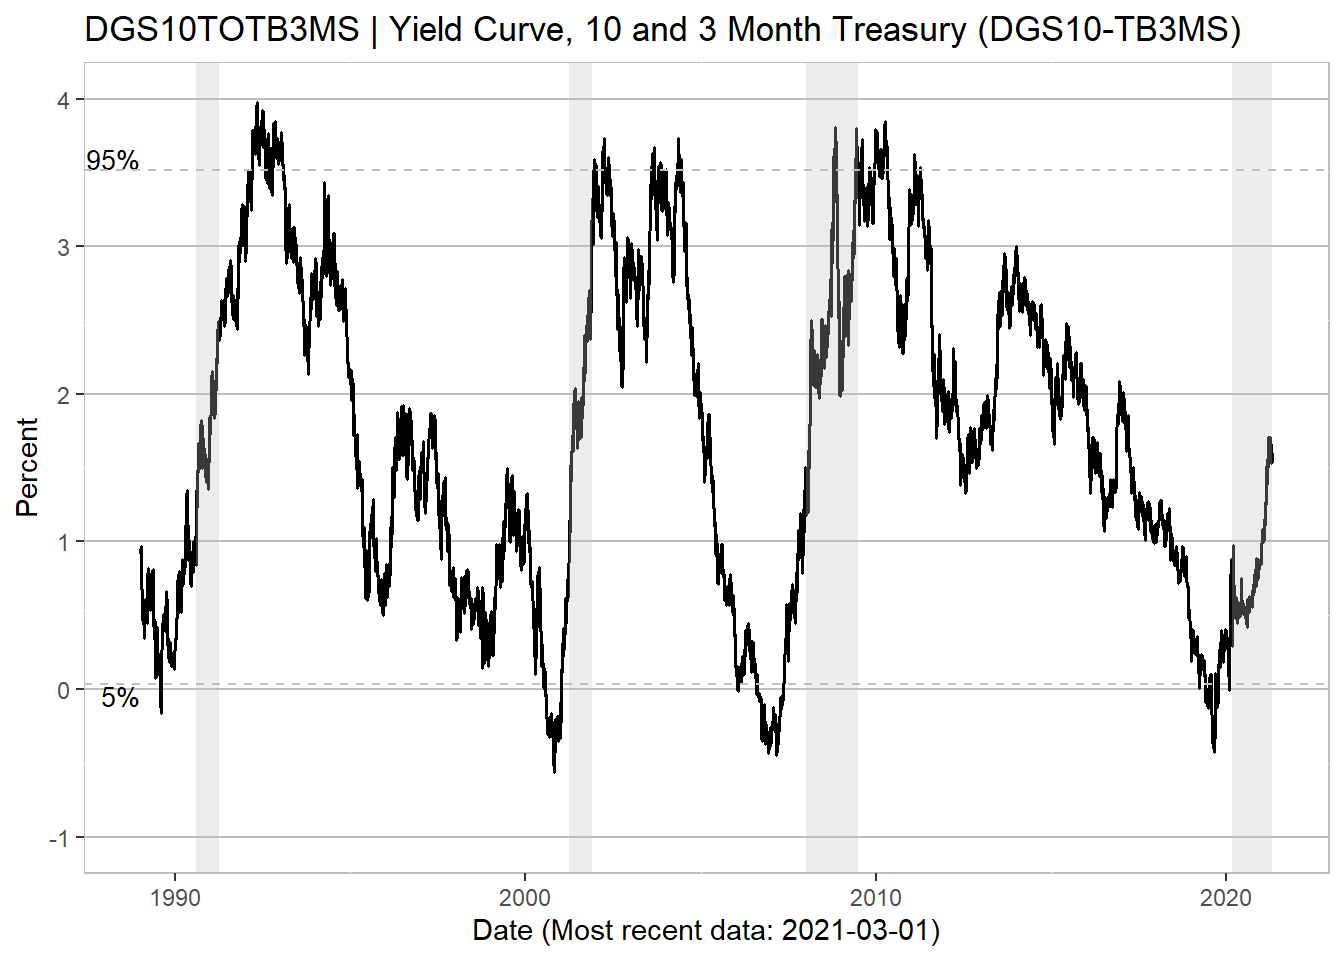 DGS10TOTB3MS | Yield Curve, 10 and 3 Month Treasury (DGS10-TB3MS)
4
95%
3
2
Percent
1
0
5%
-1
1990 2000 2010 2020
Date (Most recent data: 2021-03-01)